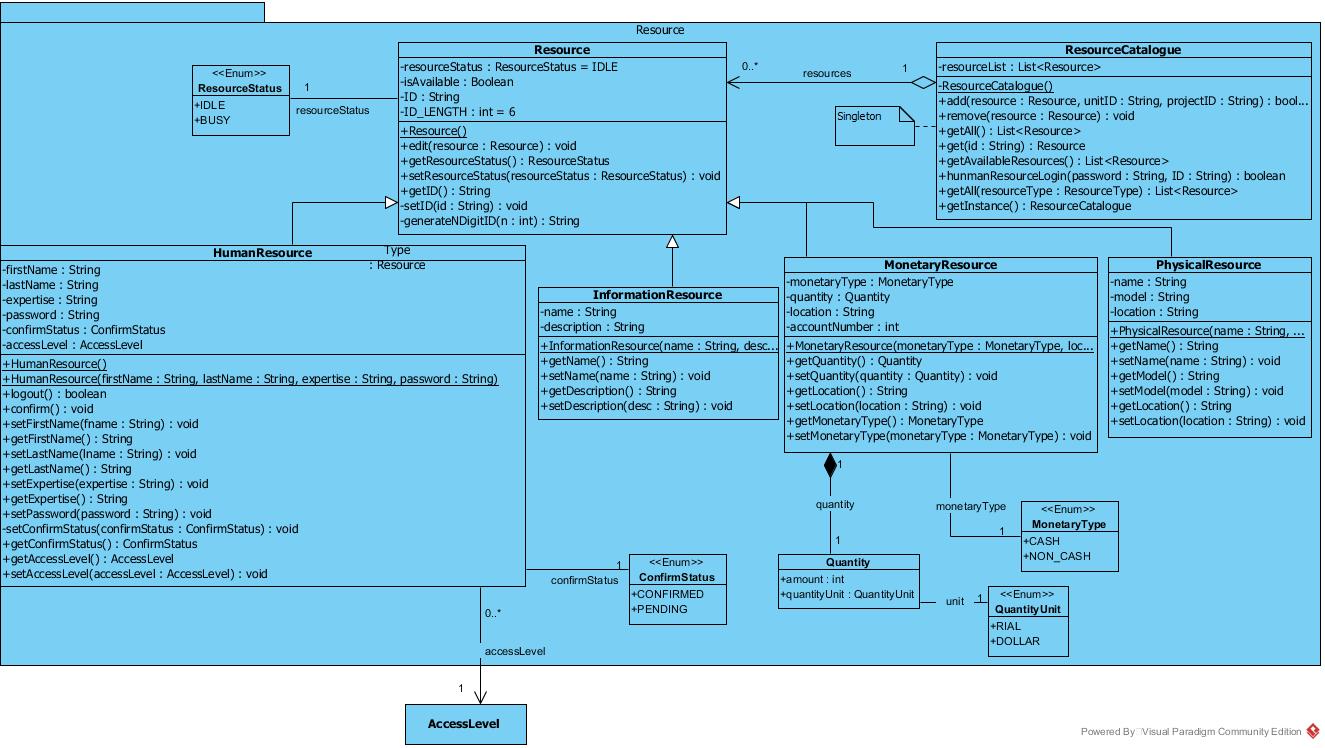 Resource
<<Enum>>
ResourceStatus
+IDLE
+BUSY
1
resourceStatus
Resource
-resourceStatus : ResourceStatus = IDLE
-isAvailable : Boolean
-ID : String
-ID_LENGTH : int = 6
+Resource()
+edit(resource : Resource) : void
+getResourceStatus() : ResourceStatus
+setResourceStatus(resourceStatus : ResourceStatus) : void
+getID() : String
-setID(id : String) : void
-generateNDigitID(n : int) : String
0..*
resources
1
Singleton
ResourceCatalogue
-resourceList : List<Resource>
-ResourceCatalogue()
+add(resource : Resource, unitID : String, projectID : String) : bool...
+remove(resource : Resource) : void
+getAll() : List<Resource>
+get(id : String) : Resource
+getAvailableResources() : List<Resource>
+hunmanResourceLogin(password : String, ID : String) : boolean
+getAll(resourceType : ResourceType) : List<Resource>
+getInstance() : ResourceCatalogue
HumanResource
Type
: Resource
-firstName : String
-lastName : String
-expertise : String
-password : String
-confirmStatus : ConfirmStatus
-accessLevel : AccessLevel
+HumanResource()
+HumanResource(firstName : String, lastName : String, expertise : String, password : String)
+logout() : boolean
+confirm() : void
+setFirstName(fname : String) : void
+getFirstName() : String
+setLastName(lname : String) : void
+getLastName() : String
+setExpertise(expertise : String) : void
+getExpertise() : String
+setPassword(password : String) : void
-setConfirmStatus(confirmStatus : ConfirmStatus) : void
+getConfirmStatus() : ConfirmStatus
+getAccessLevel() : AccessLevel
+setAccessLevel(accessLevel : AccessLevel) : void
InformationResource
-name : String
-description : String
+InformationResource(name : String, desc...
+getName() : String
+setName(name : String) : void
+getDescription() : String
+setDescription(desc : String) : void
MonetaryResource
-monetaryType : MonetaryType
-quantity : Quantity
-location : String
-accountNumber : int
+MonetaryResource(monetaryType : MonetaryType, loc...
+getQuantity() : Quantity
+setQuantity(quantity : Quantity) : void
+getLocation() : String
+setLocation(location : String) : void
+getMonetaryType() : MonetaryType
+setMonetaryType(monetaryType : MonetaryType) : void
PhysicalResource
-name : String
-model : String
-location : String
+PhysicalResource(name : String, ...
+getName() : String
+setName(name : String) : void
+getModel() : String
+setModel(model : String) : void
+getLocation() : String
+setLocation(location : String) : void
1
quantity
1
monetaryType
1
<<Enum>>
MonetaryType
+CASH
+NON_CASH
1
confirmStatus
<<Enum>>
ConfirmStatus
+CONFIRMED
+PENDING
Quantity
+amount : int
+quantityUnit : QuantityUnit
unit
1
<<Enum>>
QuantityUnit
+RIAL
+DOLLAR
0..*
accessLevel
1
AccessLevel
Powered By Visual Paradigm Community Edition